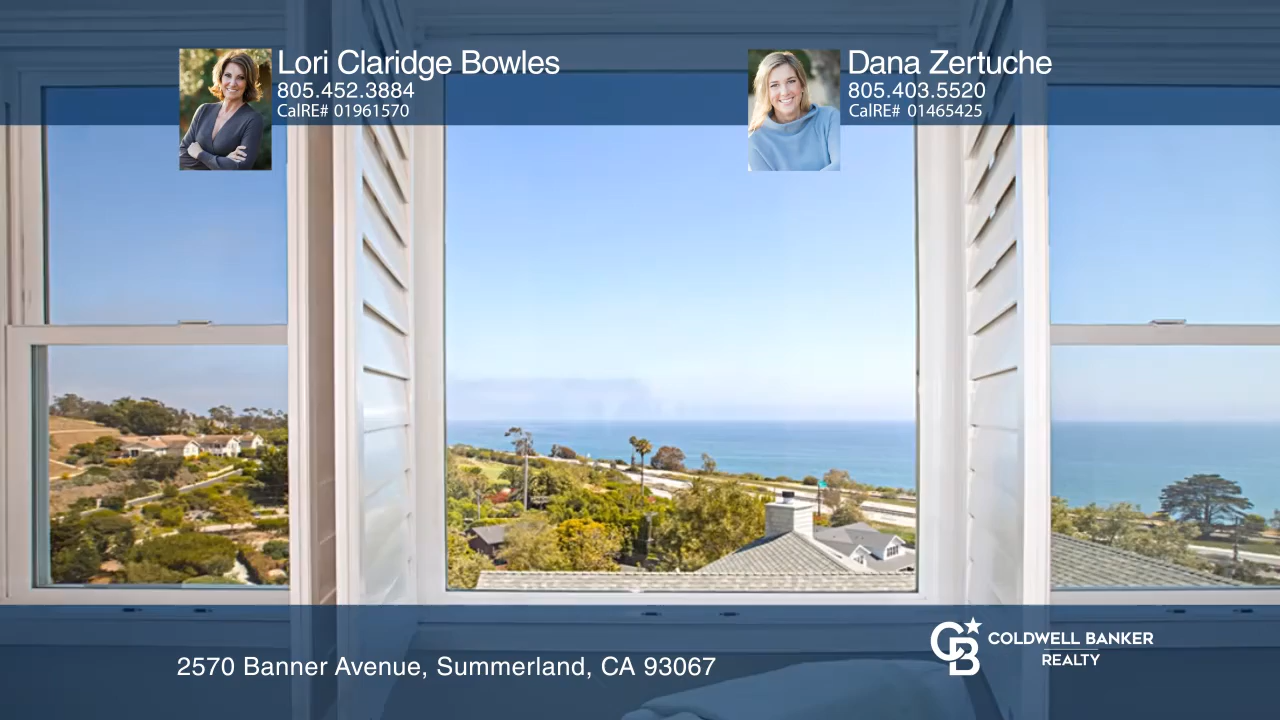 Lori Claridge Bowles
805.452.3884
CalRE# 01961570
Dana Zertuche
805.403.5520
CalRE# 01465425
2570 Banner Avenue, Summerland, CA 93067
CB
COLDWELL BANKER
REALTY